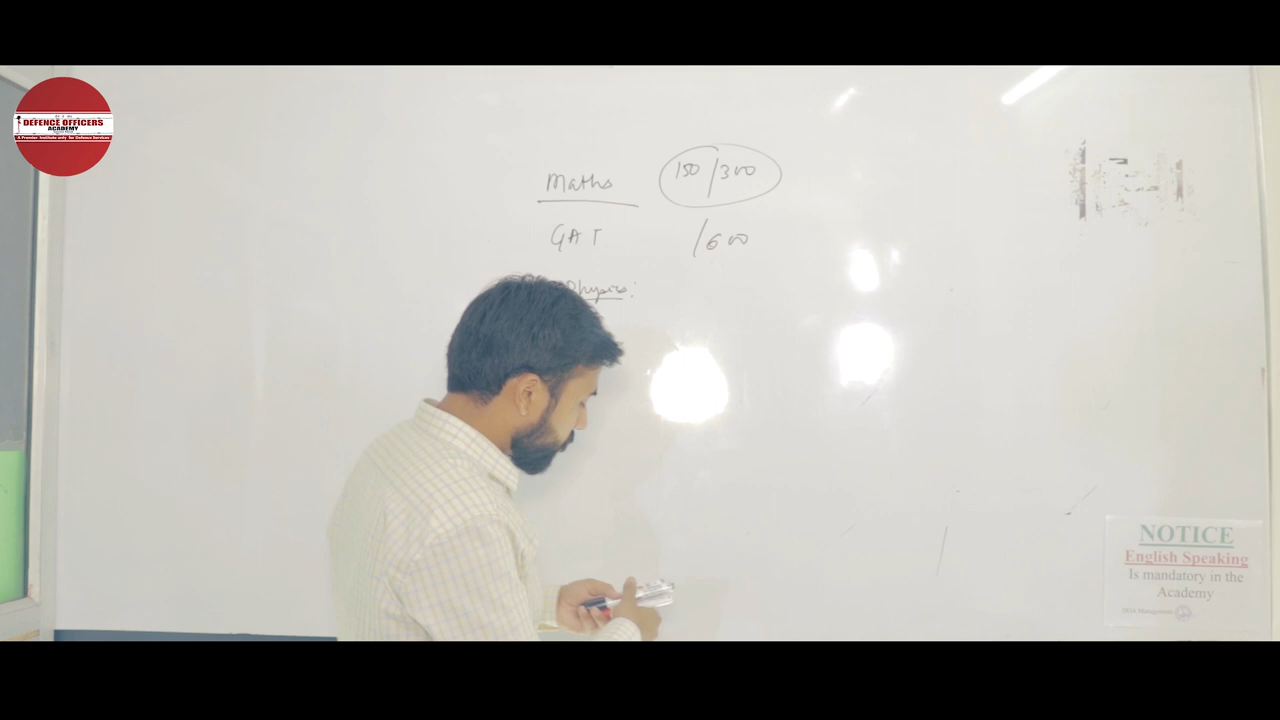 DEFENCE OFFICERS
ACADEMY
A Premier Institute only for Defence Services
Maths 150/300
GAT /600
Physics:
NOTICE
English Speaking
Is mandatory in the
Academy
Management